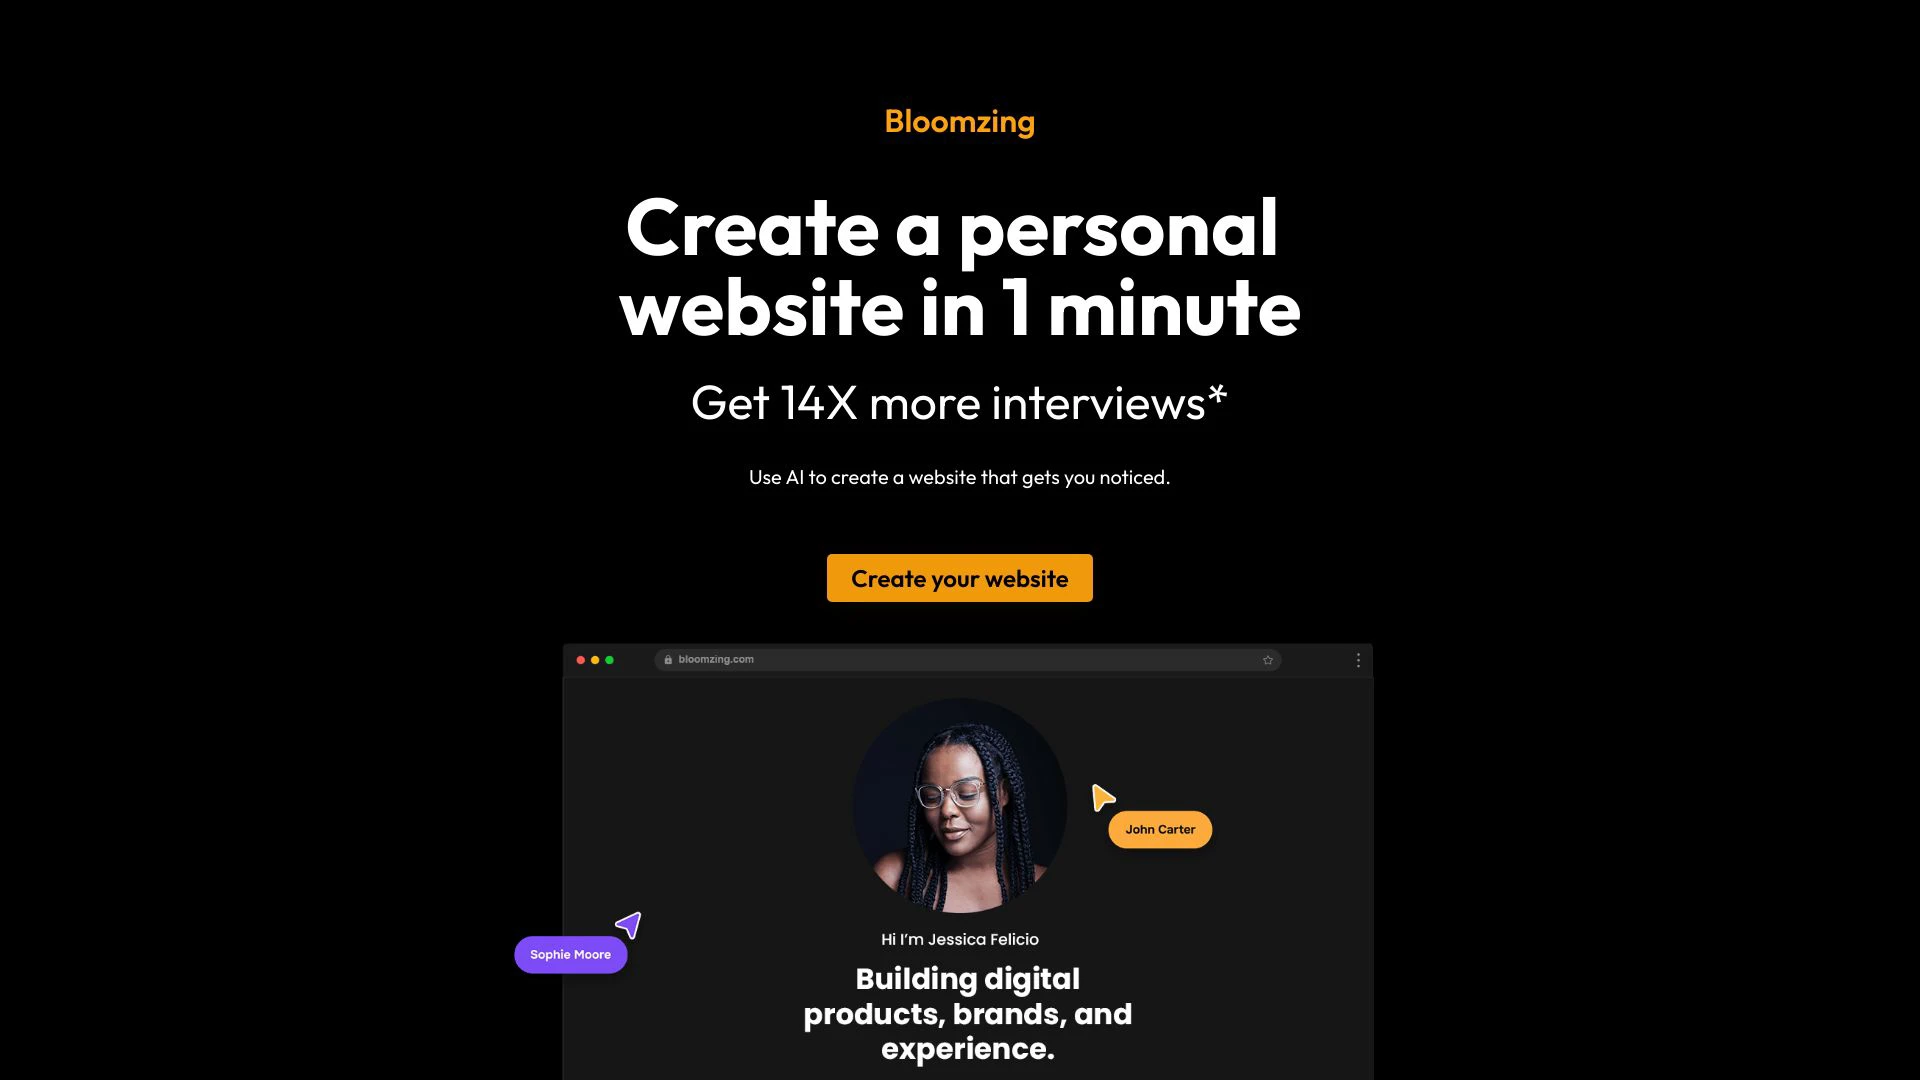 Bloomzing
Create a personal
website in 1 minute
Get 14X more interviews*
Use AI to create a website that gets you noticed.
Create your website
bloomzing.com
John Carter
Sophie Moore
Hi I’m Jessica Felicio
Building digital
products, brands, and
experience.